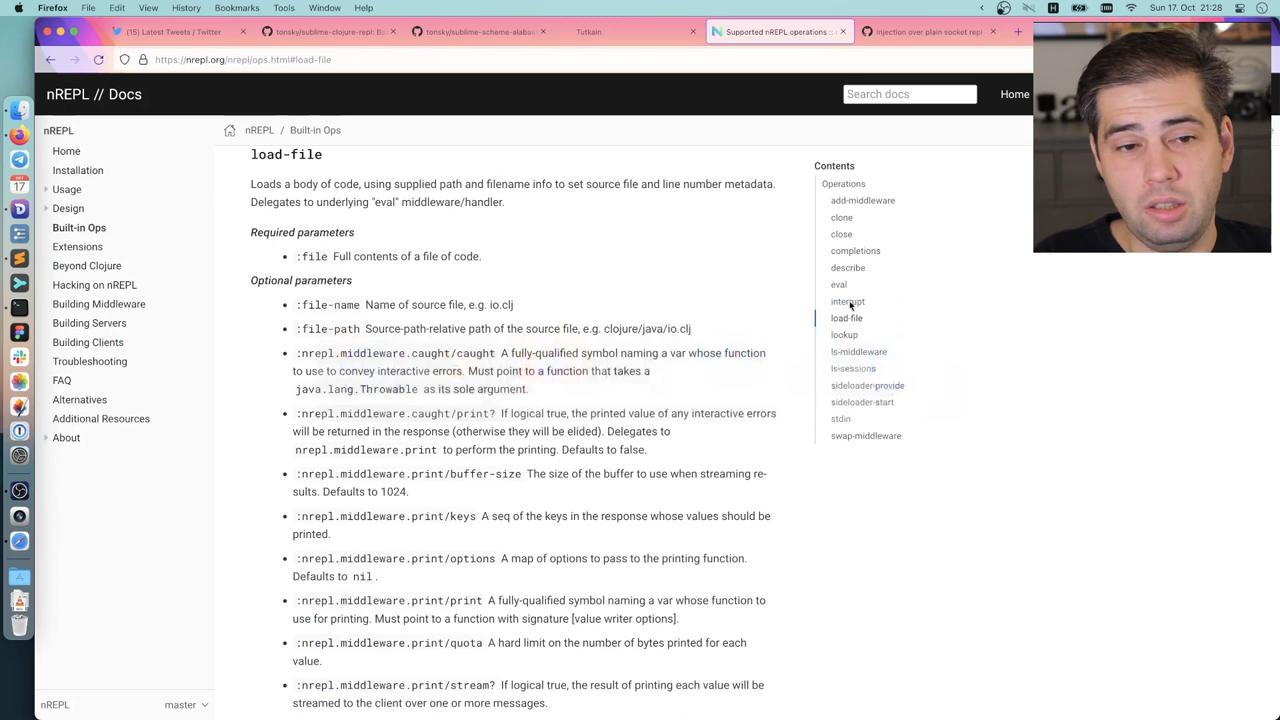 Firefox File Edit View History Bookmarks Tools Window Help
Sun 17. Oct 17:28:28
(15) Latest Tweets / Twitter
tonsky/sublime-clojure-repl: Ba
tonsky/sublime-scheme-alabas
Tutkain
Supported nREPL operations ::
Injection over plain socket repl
https://nrepl.org/nrepl/ops.html#load-file
nREPL // Docs
Search docs
Home
nREPL
nREPL / Built-in Ops
Home
Installation
Usage
Design
Built-in Ops
Extensions
Beyond Clojure
Hacking on nREPL
Building Middleware
Building Servers
Building Clients
Troubleshooting
FAQ
Alternatives
Additional Resources
About
nREPL
master
load-file
Loads a body of code, using supplied path and filename info to set source file and line number metadata.
Delegates to underlying "eval" middleware/handler.
Required parameters
• :file Full contents of a file of code.
Optional parameters
• :file-name Name of source file, e.g. io.clj
• :file-path Source-path-relative path of the source file, e.g. clojure/java/io.clj
• :nrepl.middleware.caught/caught A fully-qualified symbol naming a var whose function
to use to convey interactive errors. Must point to a function that takes a
java.lang.Throwable as its sole argument.
• :nrepl.middleware.caught/print? If logical true, the printed value of any interactive errors
will be returned in the response (otherwise they will be elided). Delegates to
nrepl.middleware.print to perform the printing. Defaults to false.
• :nrepl.middleware.print/buffer-size The size of the buffer to use when streaming re-
sults. Defaults to 1024.
• :nrepl.middleware.print/keys A seq of the keys in the response whose values should be
printed.
• :nrepl.middleware.print/options A map of options to pass to the printing function.
Defaults to nil.
• :nrepl.middleware.print/print A fully-qualified symbol naming a var whose function to
use for printing. Must point to a function with signature [value writer options].
• :nrepl.middleware.print/quota A hard limit on the number of bytes printed for each
value.
• :nrepl.middleware.print/stream? If logical true, the result of printing each value will be
streamed to the client over one or more messages.
Contents
Operations
add-middleware
clone
close
completions
describe
eval
interrupt
load-file
lookup
ls-middleware
ls-sessions
sideloader-provide
sideloader-start
stdin
swap-middleware